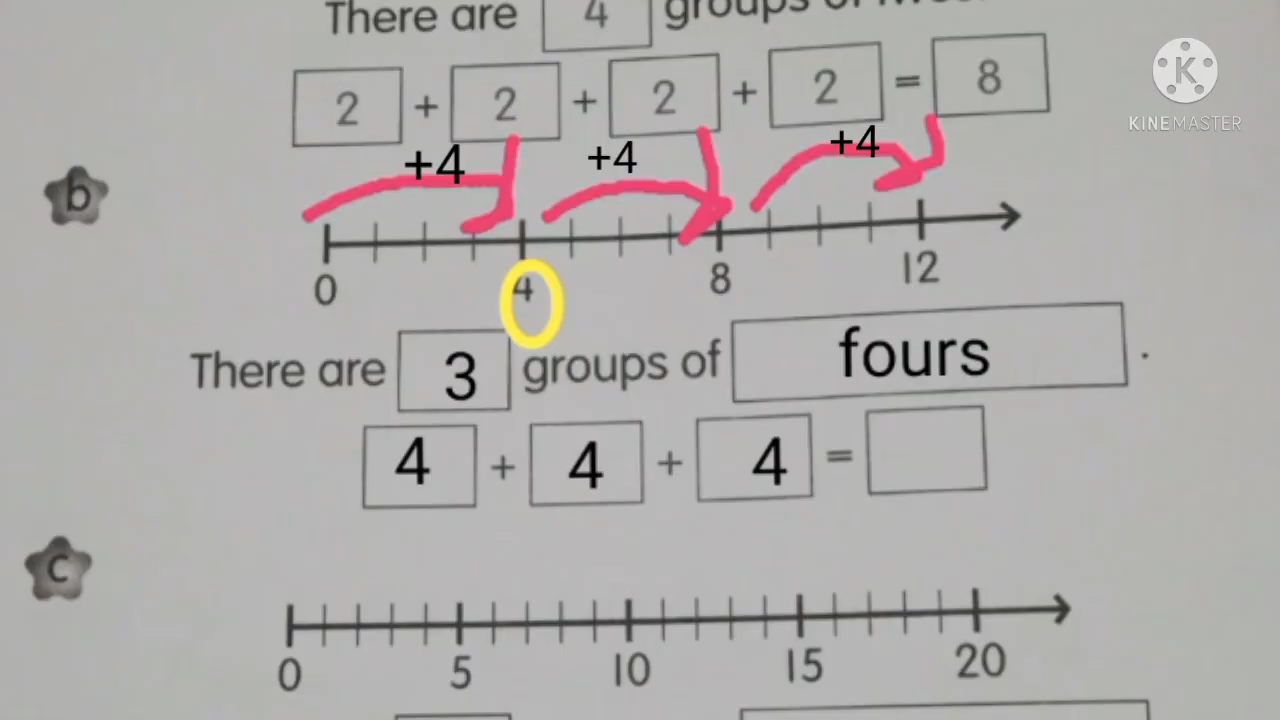 There are 4 groups of
2 + 2 + 2 + 2 = 8
K
KINEMASTER
+4 +4 +4
b
0 4 8 12
There are 3 groups of fours .
4 + 4 + 4 =
c
0 5 10 15 20